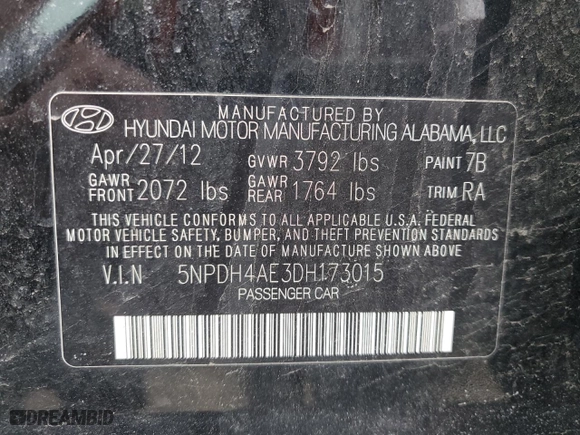 MANUFACTURED BY
HYUNDAI MOTOR MANUFACTURING ALABAMA, LLC
Apr/27/12 GVWR 3792 lbs PAINT 7B
GAWR FRONT 2072 lbs GAWR REAR 1764 lbs TRIM RA
THIS VEHICLE CONFORMS TO ALL APPLICABLE U.S.A. FEDERAL
MOTOR VEHICLE SAFETY, BUMPER, AND THEFT PREVENTION STANDARDS
IN EFFECT ON THE DATE OF MANUFACTURE SHOWN ABOVE.
V.I.N 5NPDH4AE3DH173015
PASSENGER CAR
DREAMBID